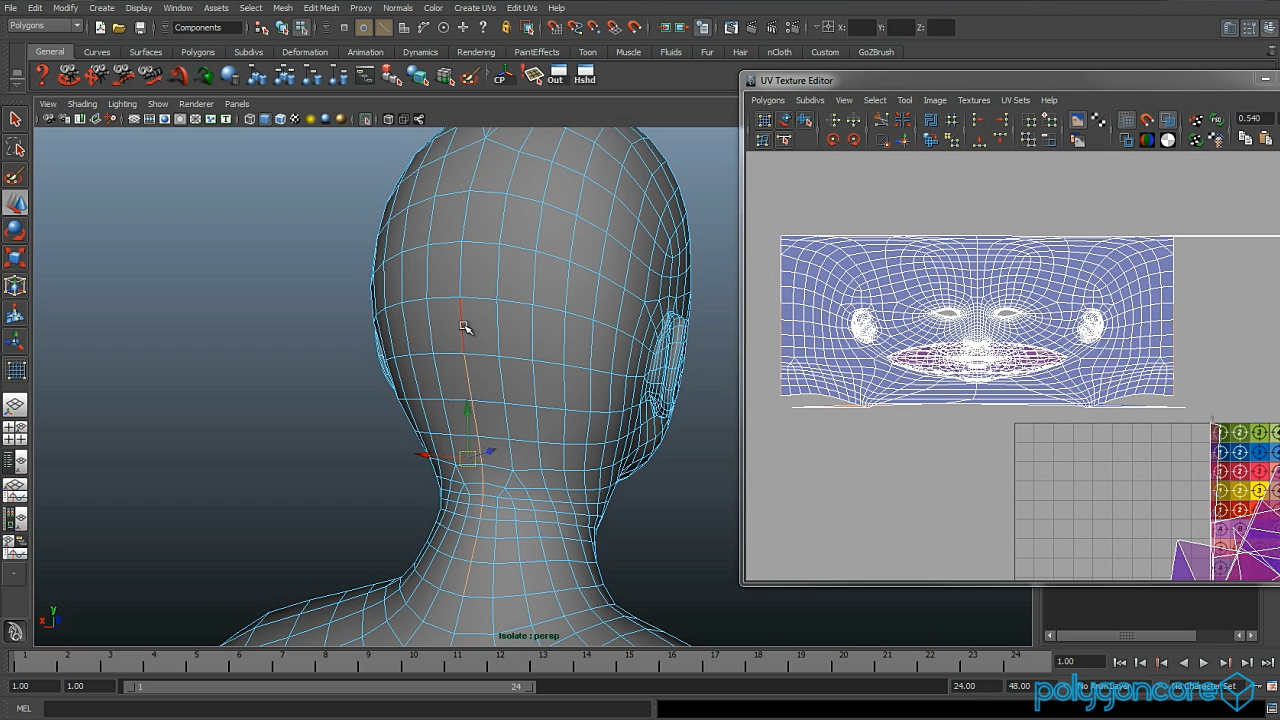 File Edit Modify Create Display Window Assets Select Mesh Edit Mesh Proxy Normals Color Create UVs Edit UVs Help
Polygons Components X: Y: Z:
General Curves Surfaces Polygons Subdivs Deformation Animation Dynamics Rendering PaintEffects Toon Muscle Fluids Fur Hair nCloth Custom GoZBrush
CP Out Hshd
UV Texture Editor
View Shading Lighting Show Renderer Panels
Polygons Subdivs View Select Tool Image Textures UV Sets Help
0.540
Isolate : persp
y
x
1 2 3 4 5 6 7 8 9 10 11 12 13 14 15 16 17 18 19 20 21 22 23 24
1.00
1.00 1.00 1 24 24.00 48.00 No Anim Layer No Character Set
polygoncore
MEL